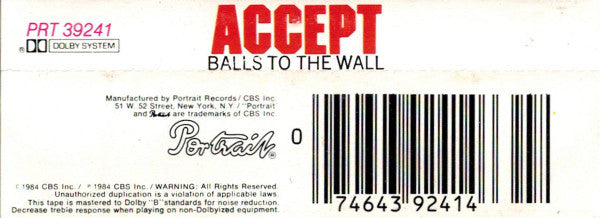 PRT 39241
DOLBY SYSTEM
ACCEPT
BALLS TO THE WALL
Manufactured by Portrait Records/CBS Inc.
51 W. 52 Street, New York, N.Y./"Portrait
and are trademarks of CBS Inc.
Portrait ®
© 1984 CBS Inc./ ℗ 1984 CBS Inc./WARNING: All Rights Reserved.
Unauthorized duplication is a violation of applicable laws.
This tape is mastered to Dolby "B" standards for noise reduction.
Decrease treble response when playing on non-Dolbyized equipment.
0 74643 92414